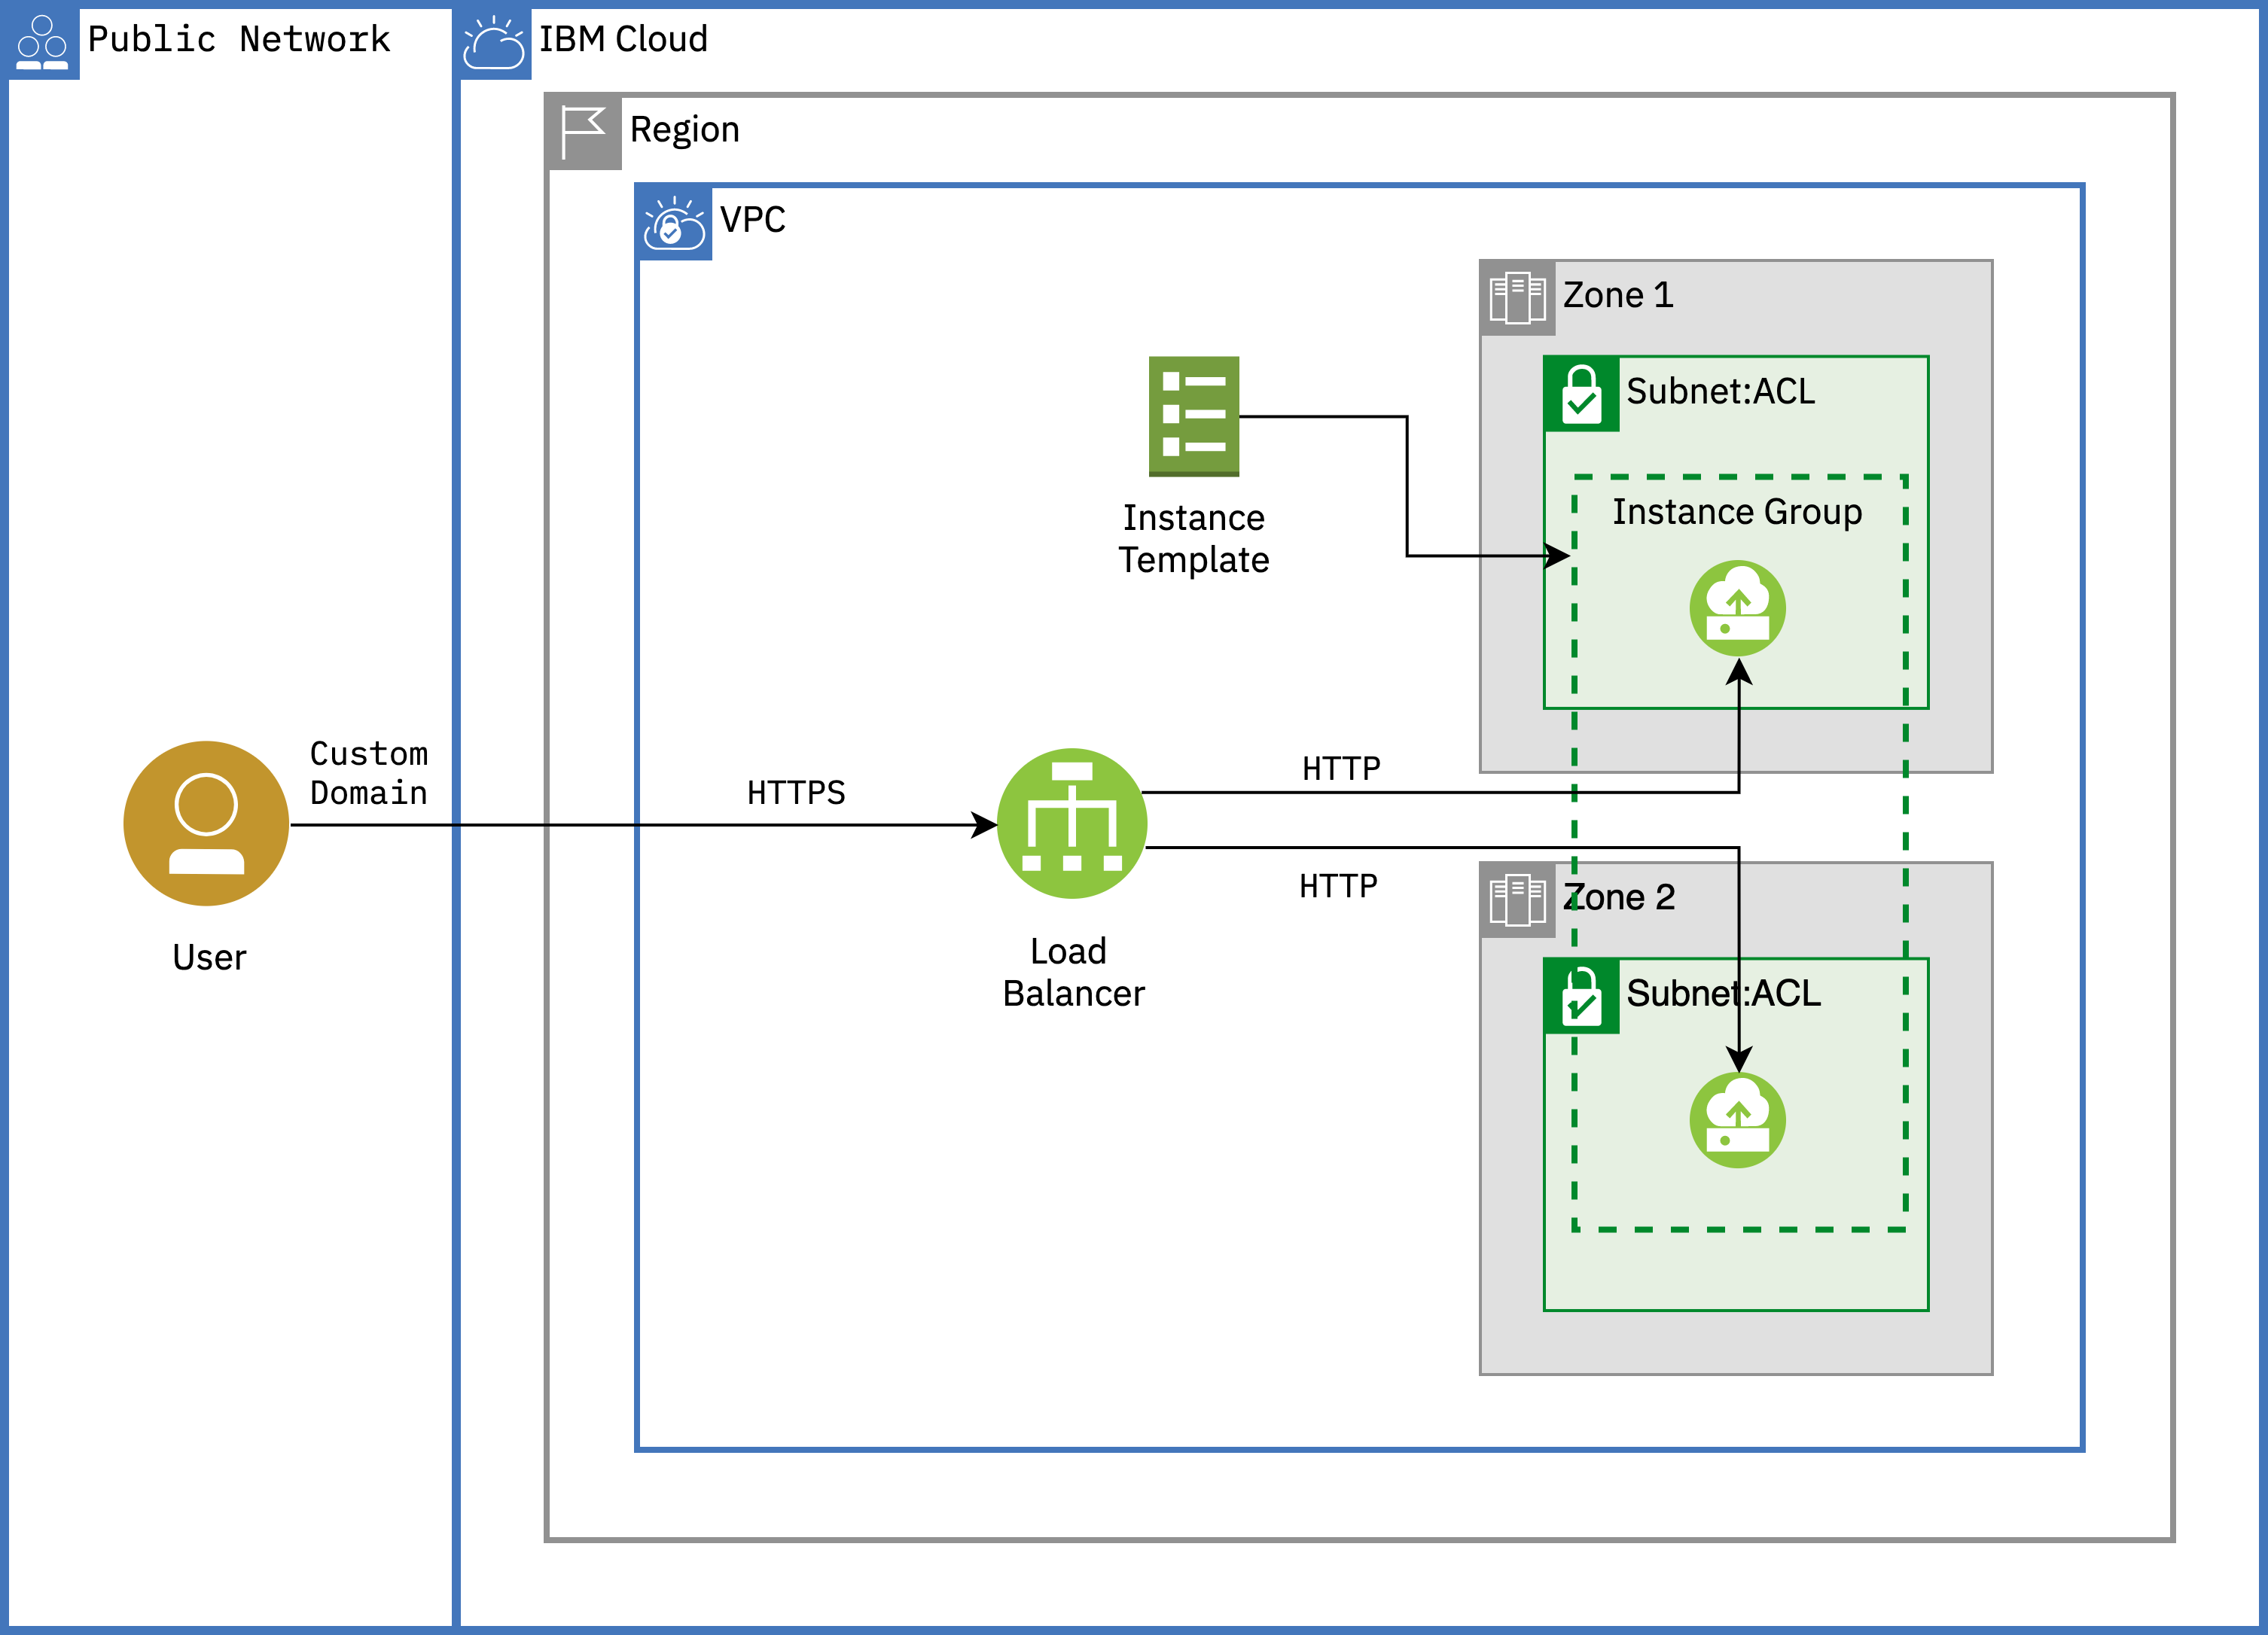 Public Network
IBM Cloud
Region
VPC
Zone 1
Subnet:ACL
Instance Group
Instance
Template
Custom
Domain
HTTPS
HTTP
HTTP
User
Load
Balancer
Zone 2
Subnet:ACL